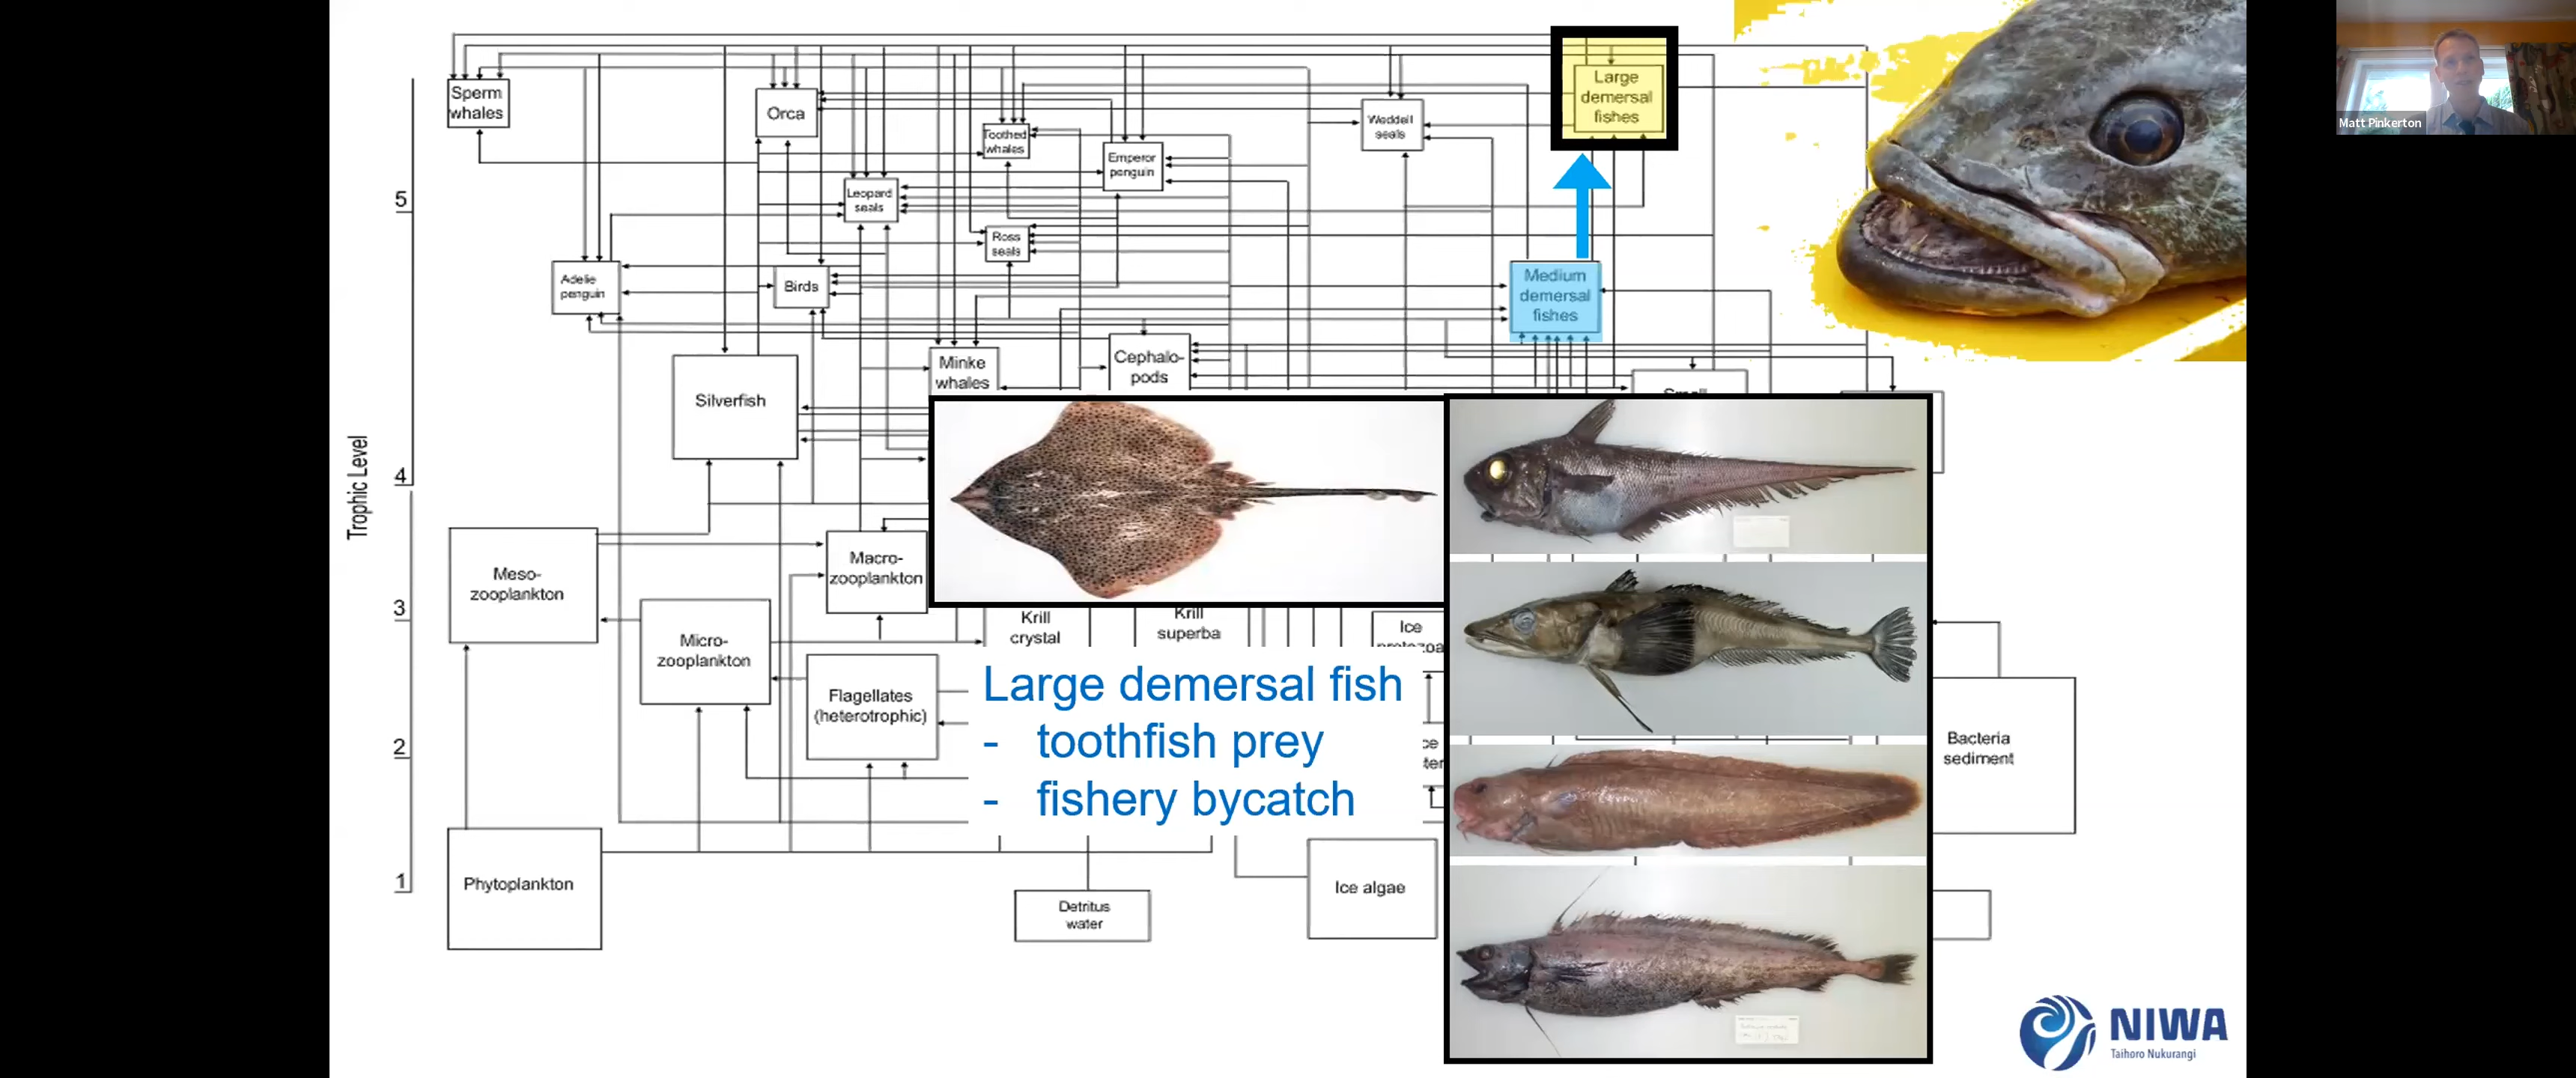 Matt Pinkerton
Large
demersal
fishes
Sperm
whales
Orca
Toothed
whales
Weddell
seals
Emperor
penguin
Leopard
seals
5
Ross
seals
Adelie
penguin
Birds
Medium
demersal
fishes
Minke
whales
Cephalo-
pods
Small
Silverfish
Trophic Level
4
Meso-
zooplankton
Macro-
zooplankton
3
Micro-
zooplankton
Krill
crystal
Krill
superba
Ice
Flagellates
(heterotrophic)
Large demersal fish
- toothfish prey
- fishery bycatch
2
Bacteria
sediment
1
Phytoplankton
Detritus
water
Ice algae
NIWA
Taihoro Nukurangi